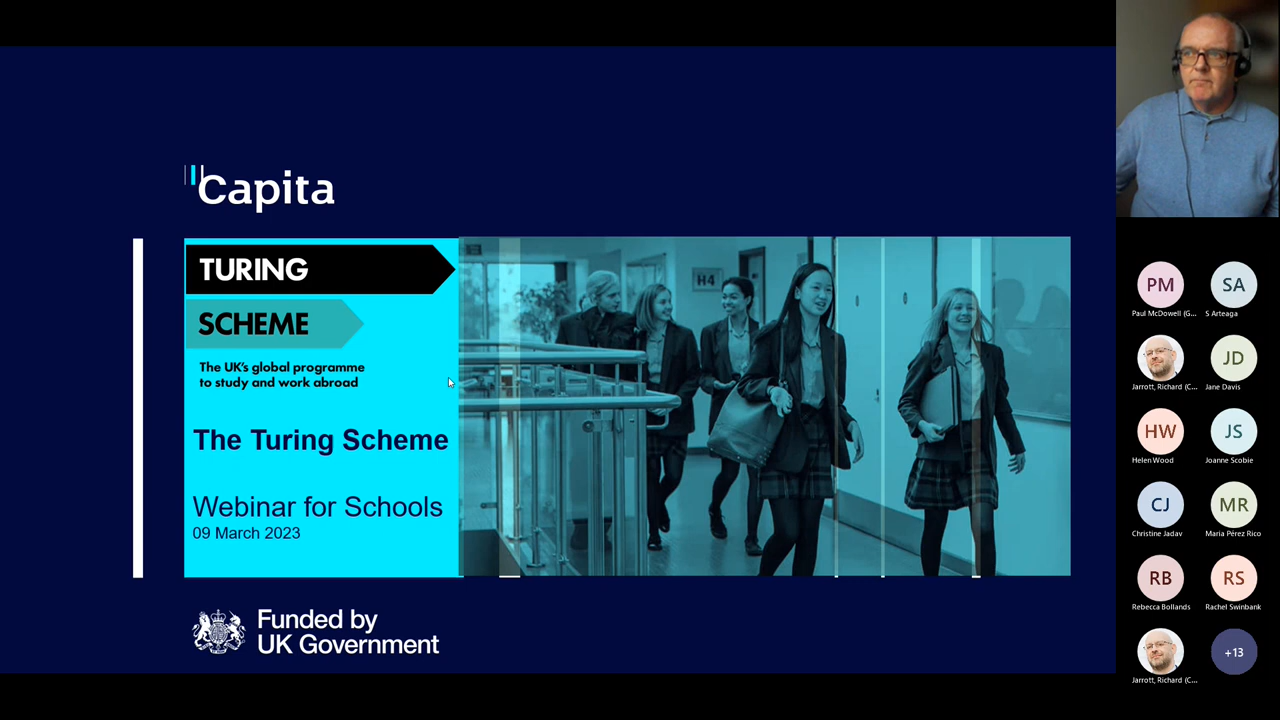 Capita
TURING
SCHEME
The UK's global programme
to study and work abroad
The Turing Scheme
Webinar for Schools
09 March 2023
Funded by
UK Government
H4
PM
SA
Paul McDowell (G...
S Arteaga
JD
Jarrott, Richard (C...
Jane Davis
HW
JS
Helen Wood
Joanne Scobie
CJ
MR
Christine Jadav
Maria Pérez Rico
RB
RS
Rebecca Bollands
Rachel Swinbank
+13
Jarrott, Richard (C...